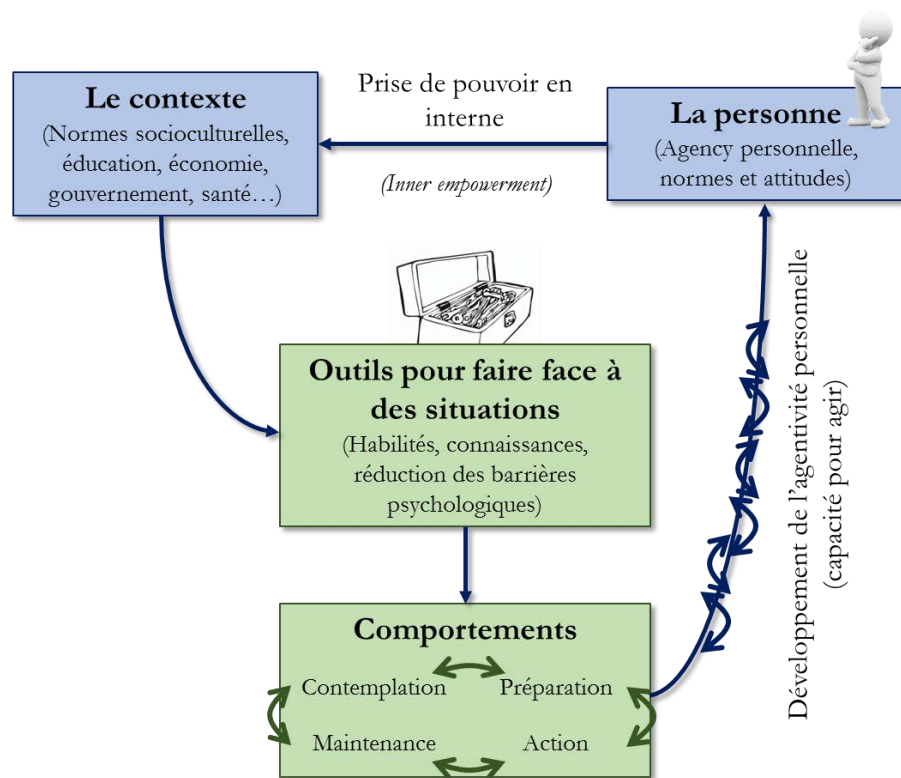 Le contexte
(Normes socioculturelles,
éducation, économie,
gouvernement, santé…)
Prise de pouvoir en
interne
(Inner empowerment)
La personne
(Agency personnelle,
normes et attitudes)
Outils pour faire face à
des situations
(Habilités, connaissances,
réduction des barrières
psychologiques)
Développement de l’agentivité personnelle
(capacité pour agir)
Comportements
Contemplation
Préparation
Maintenance
Action